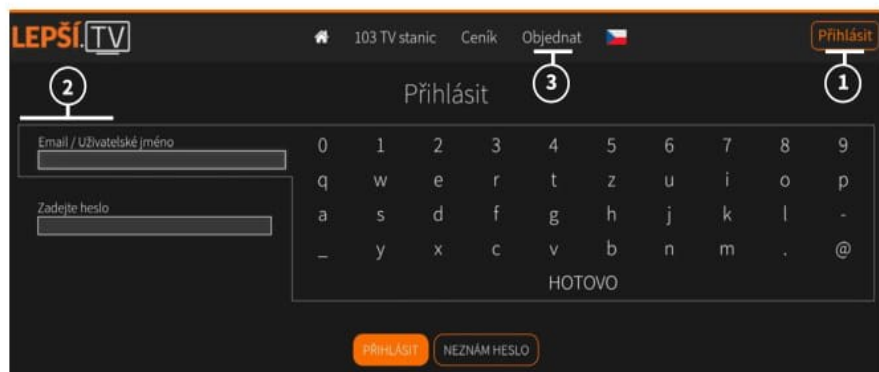 LEPŠÍ.TV 103 TV stanic Ceník Objednat Přihlásit
2 Přihlásit 3 1
Email / Uživatelské jméno
0 1 2 3 4 5 6 7 8 9
q w e r t z u i o p
Zadejte heslo
a s d f g h j k l -
_ y x c v b n m . @
HOTOVO
PŘIHLÁSIT NEZNÁM HESLO